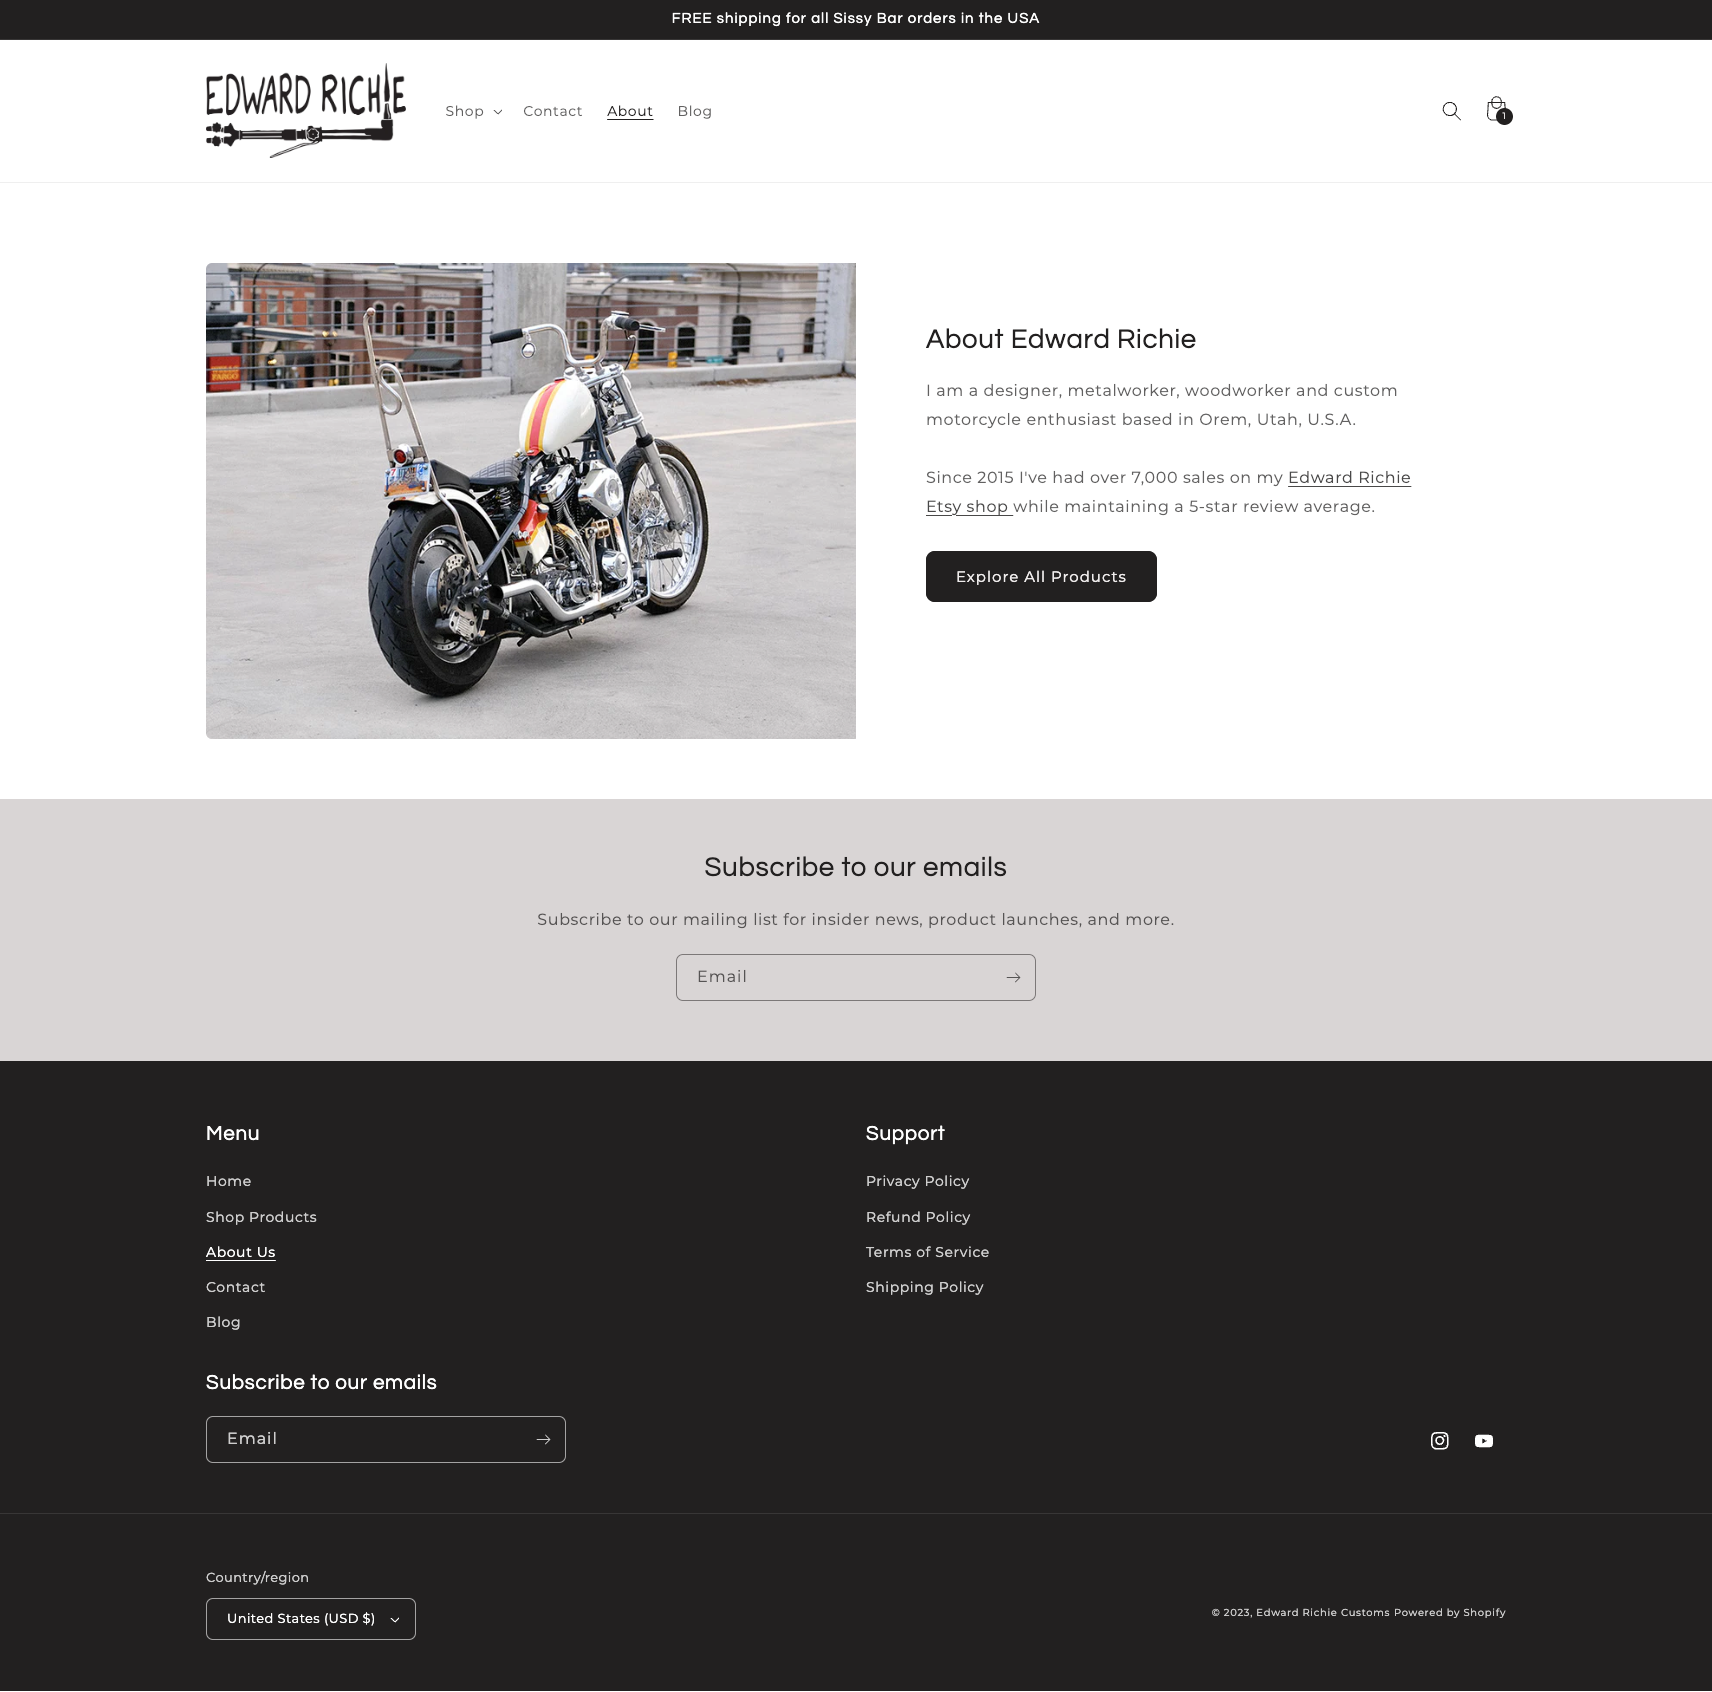 FREE shipping for all Sissy Bar orders in the USA
EDWARD RICHIE
Shop
Contact
About
Blog
1
About Edward Richie
I am a designer, metalworker, woodworker and custom
motorcycle enthusiast based in Orem, Utah, U.S.A.
Since 2015 I've had over 7,000 sales on my Edward Richie
Etsy shop while maintaining a 5-star review average.
Explore All Products
FARGO
Subscribe to our emails
Subscribe to our mailing list for insider news, product launches, and more.
Email
Menu
Home
Shop Products
About Us
Contact
Blog
Support
Privacy Policy
Refund Policy
Terms of Service
Shipping Policy
Subscribe to our emails
Email
Country/region
United States (USD $)
© 2023, Edward Richie Customs Powered by Shopify